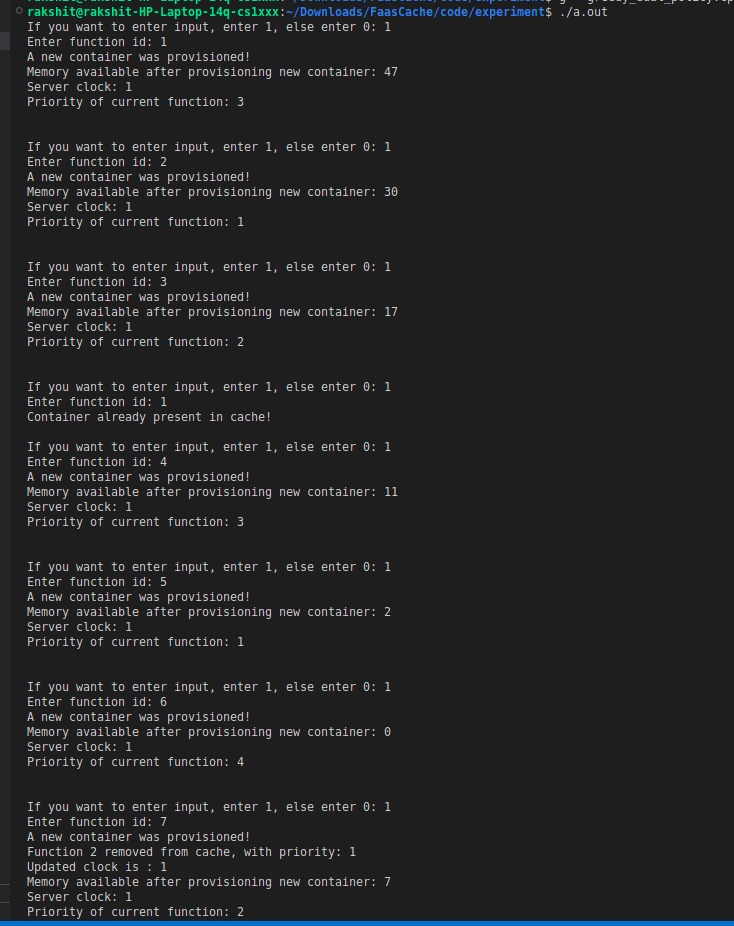 rakshit@rakshit-HP-Laptop-14q-cs1xxx:~/Downloads/FaasCache/code/experiment$ ./a.out
If you want to enter input, enter 1, else enter 0: 1
Enter function id: 1
A new container was provisioned!
Memory available after provisioning new container: 47
Server clock: 1
Priority of current function: 3
If you want to enter input, enter 1, else enter 0: 1
Enter function id: 2
A new container was provisioned!
Memory available after provisioning new container: 30
Server clock: 1
Priority of current function: 1
If you want to enter input, enter 1, else enter 0: 1
Enter function id: 3
A new container was provisioned!
Memory available after provisioning new container: 17
Server clock: 1
Priority of current function: 2
If you want to enter input, enter 1, else enter 0: 1
Enter function id: 1
Container already present in cache!
If you want to enter input, enter 1, else enter 0: 1
Enter function id: 4
A new container was provisioned!
Memory available after provisioning new container: 11
Server clock: 1
Priority of current function: 3
If you want to enter input, enter 1, else enter 0: 1
Enter function id: 5
A new container was provisioned!
Memory available after provisioning new container: 2
Server clock: 1
Priority of current function: 1
If you want to enter input, enter 1, else enter 0: 1
Enter function id: 6
A new container was provisioned!
Memory available after provisioning new container: 0
Server clock: 1
Priority of current function: 4
If you want to enter input, enter 1, else enter 0: 1
Enter function id: 7
A new container was provisioned!
Function 2 removed from cache, with priority: 1
Updated clock is : 1
Memory available after provisioning new container: 7
Server clock: 1
Priority of current function: 2